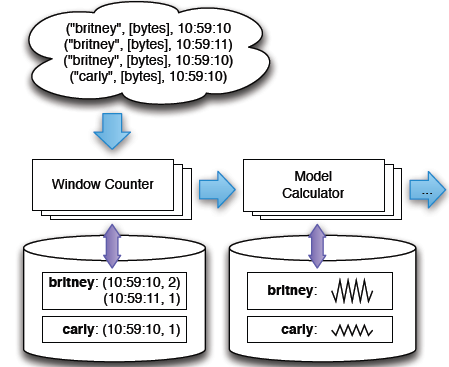 ("britney", [bytes], 10:59:10
("britney", [bytes], 10:59:11)
("britney", [bytes], 10:59:10)
("carly", [bytes], 10:59:10)
Window Counter
Model
Calculator
...
britney: (10:59:10, 2)
(10:59:11, 1)
carly: (10:59:10, 1)
britney:
carly: